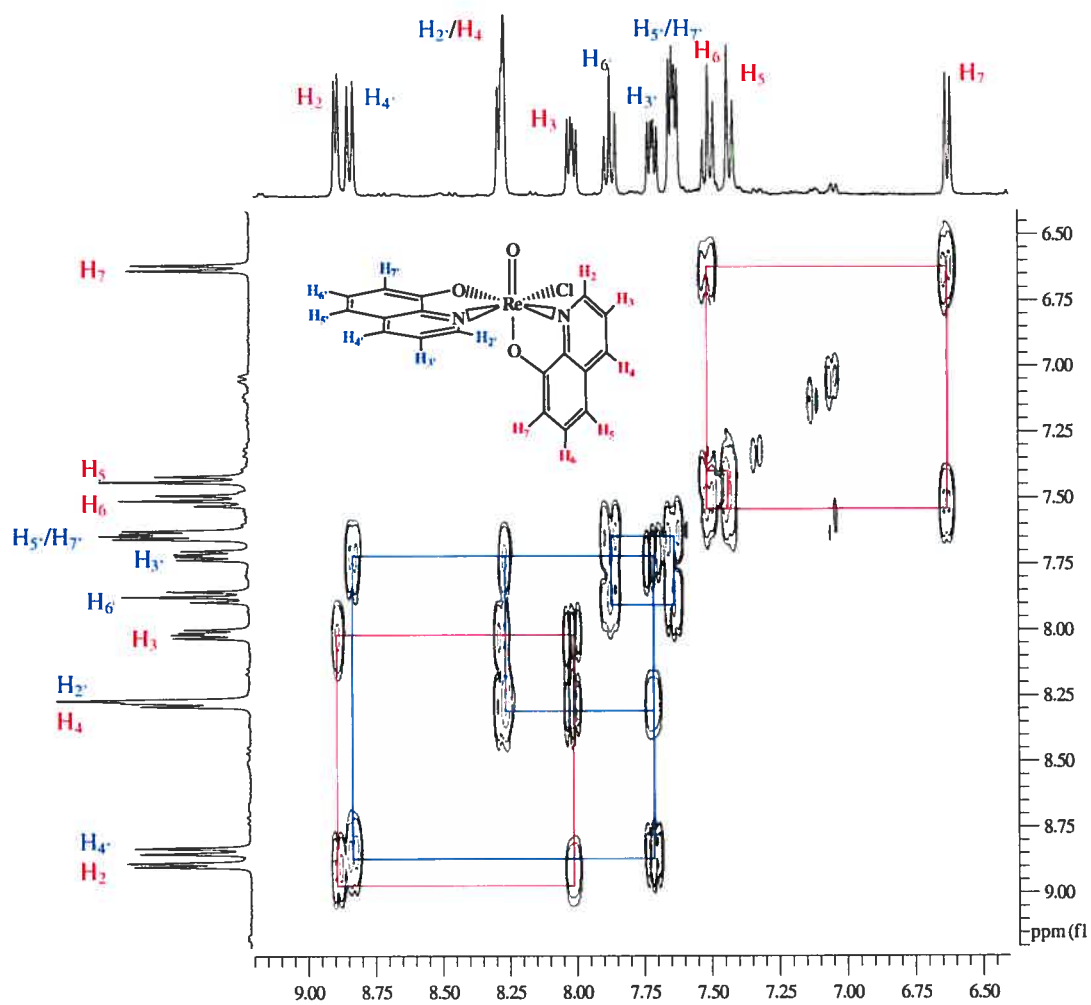 H2'/H4
H5'/H7'
H2
H4'
H3
H6'
H3'
H6
H5
H7
H7
H5
H6
H5'/H7'
H3'
H6'
H3
H2'
H4
H4'
H2
O
H7'
H6'
H5'
H4'
H3'
H2'
O
Re
Cl
N
N
O
H2
H3
H4
H5
H6
H7
6.50
6.75
7.00
7.25
7.50
7.75
8.00
8.25
8.50
8.75
9.00
ppm (f1
9.00 8.75 8.50 8.25 8.00 7.75 7.50 7.25 7.00 6.75 6.50